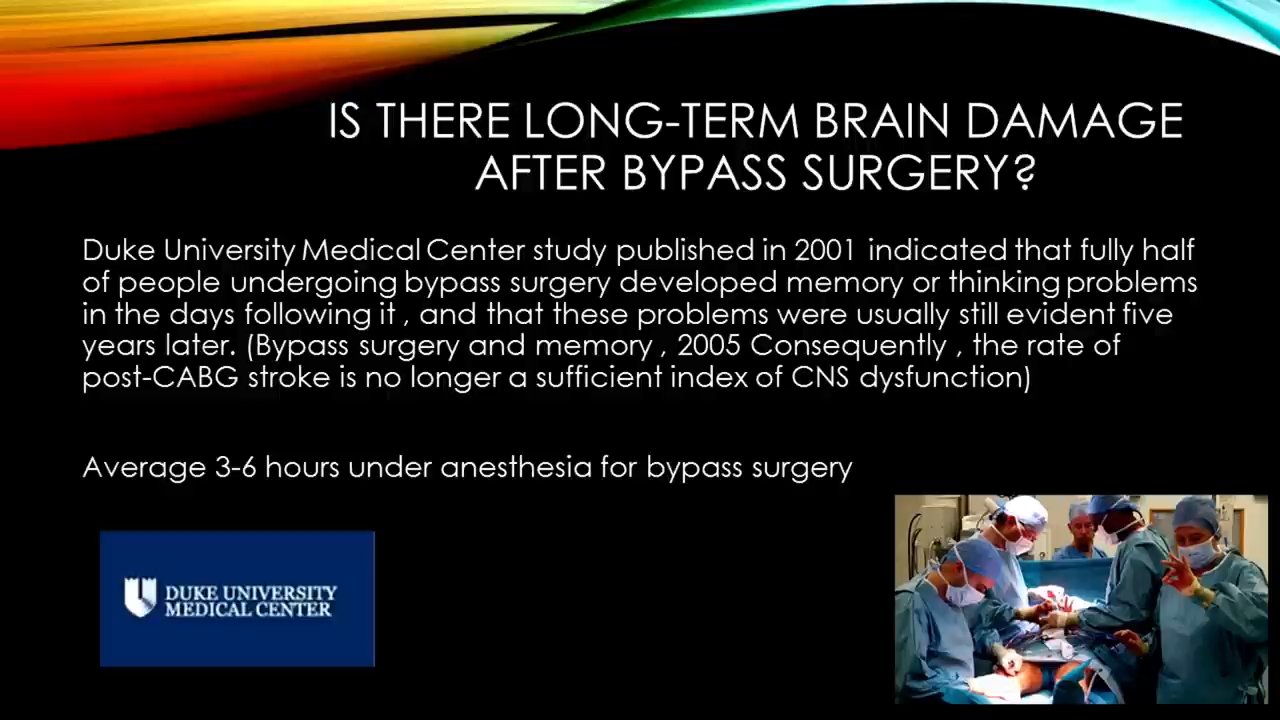 IS THERE LONG-TERM BRAIN DAMAGE
AFTER BYPASS SURGERY?
Duke University Medical Center study published in 2001 indicated that fully half
of people undergoing bypass surgery developed memory or thinking problems
in the days following it , and that these problems were usually still evident five
years later. (Bypass surgery and memory , 2005 Consequently , the rate of
post-CABG stroke is no longer a sufficient index of CNS dysfunction)
Average 3-6 hours under anesthesia for bypass surgery
DUKE UNIVERSITY
MEDICAL CENTER